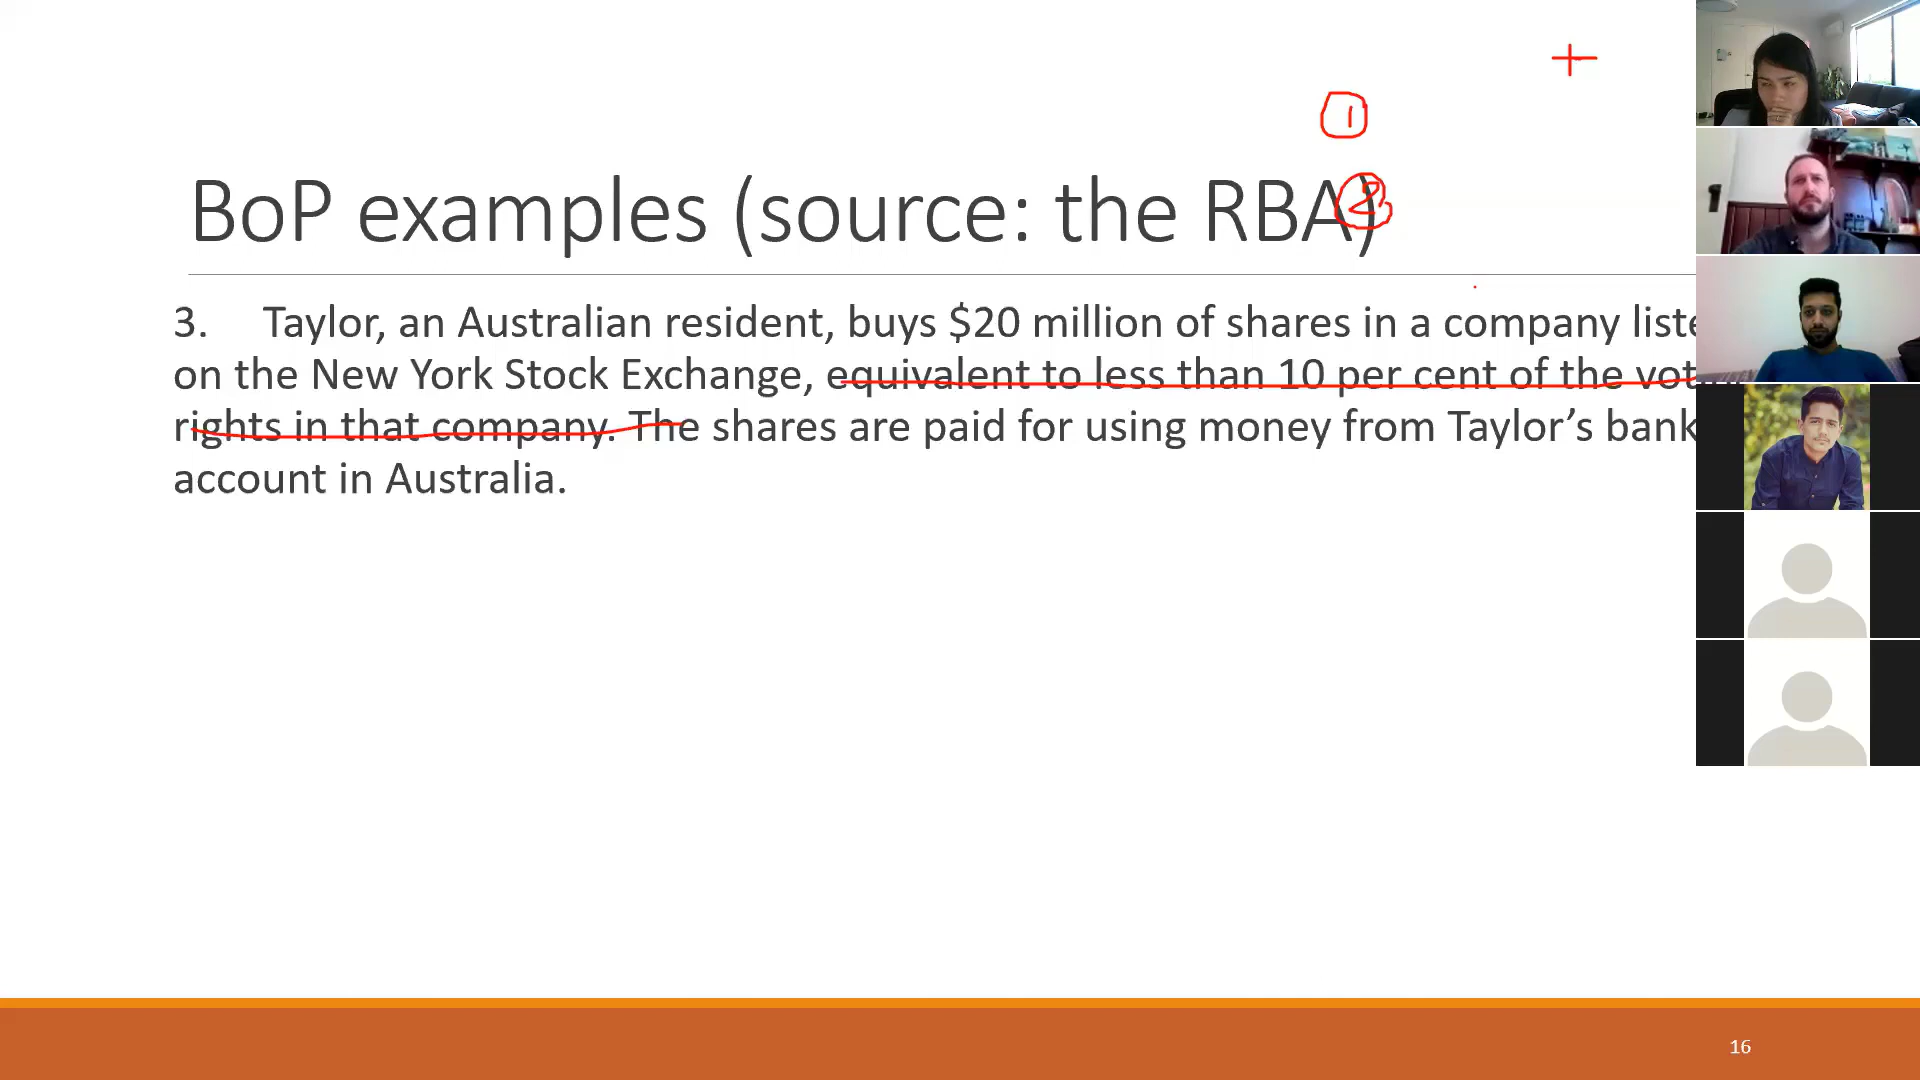 +
1
2
BoP examples (source: the RBA)
3. Taylor, an Australian resident, buys $20 million of shares in a company
on the New York Stock Exchange, equivalent to less than 10 per cent of the
rights in that company. The shares are paid for using money from Taylor’s bank
account in Australia.
16